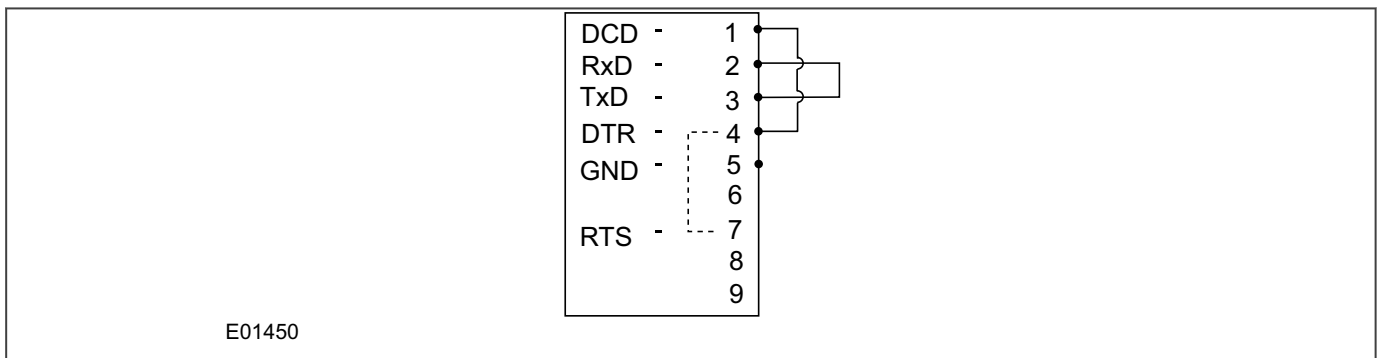 DCD - 1
RxD - 2
TxD - 3
DTR - 4
GND - 5
6
RTS - 7
8
9
E01450